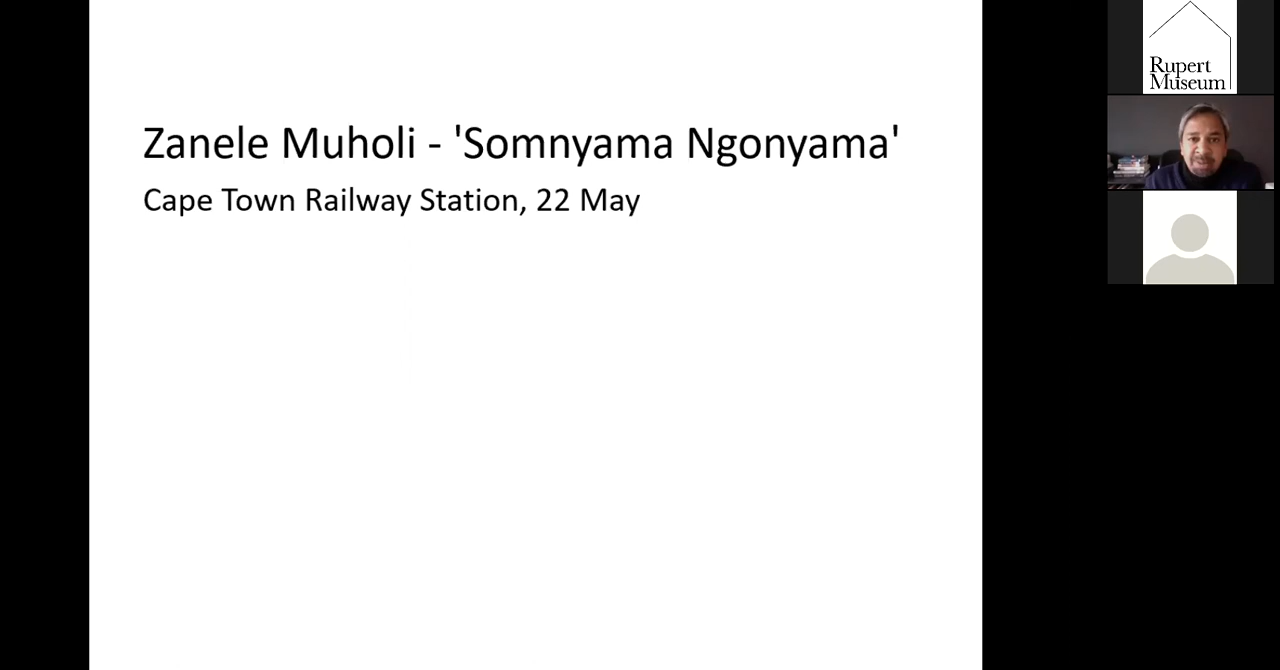 Zanele Muholi - 'Somnyama Ngonyama'
Cape Town Railway Station, 22 May
Rupert
Museum